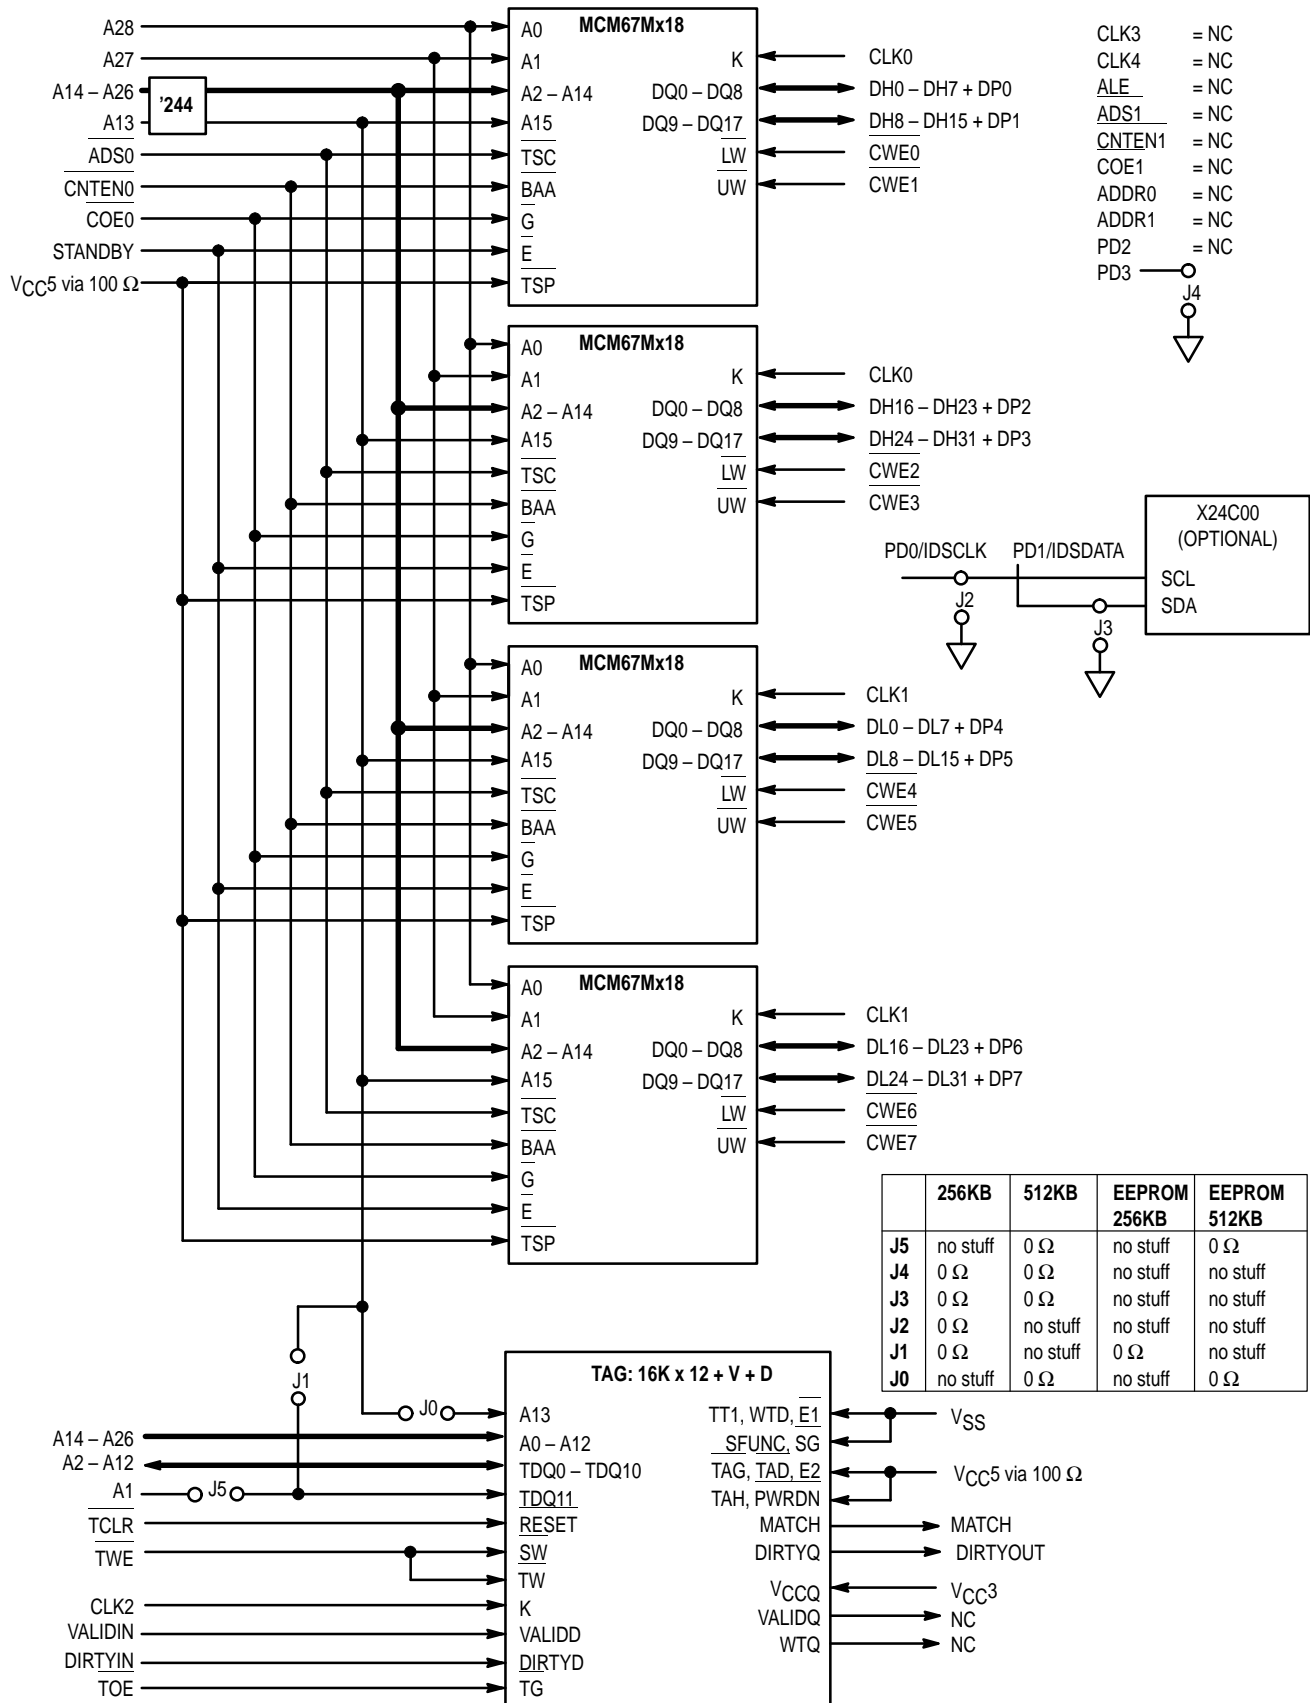 A28
A27
A14 – A26
'244
A13
ADS0
CNTEN0
COE0
STANDBY
VCC5 via 100 Ω
MCM67Mx18
A0
A1
A2 – A14
A15
TSC
BAA
G
E
TSP
K
DQ0 – DQ8
DQ9 – DQ17
LW
UW
CLK0
DH0 – DH7 + DP0
DH8 – DH15 + DP1
CWE0
CWE1
CLK3 = NC
CLK4 = NC
ALE = NC
ADS1 = NC
CNTEN1 = NC
COE1 = NC
ADDR0 = NC
ADDR1 = NC
PD2 = NC
PD3
J4
MCM67Mx18
A0
A1
A2 – A14
A15
TSC
BAA
G
E
TSP
K
DQ0 – DQ8
DQ9 – DQ17
LW
UW
CLK0
DH16 – DH23 + DP2
DH24 – DH31 + DP3
CWE2
CWE3
X24C00
(OPTIONAL)
SCL
SDA
PD0/IDSCLK
PD1/IDSDATA
J2
J3
MCM67Mx18
A0
A1
A2 – A14
A15
TSC
BAA
G
E
TSP
K
DQ0 – DQ8
DQ9 – DQ17
LW
UW
CLK1
DL0 – DL7 + DP4
DL8 – DL15 + DP5
CWE4
CWE5
MCM67Mx18
A0
A1
A2 – A14
A15
TSC
BAA
G
E
TSP
K
DQ0 – DQ8
DQ9 – DQ17
LW
UW
CLK1
DL16 – DL23 + DP6
DL24 – DL31 + DP7
CWE6
CWE7
256KB 512KB EEPROM 256KB EEPROM 512KB
J5 no stuff 0 Ω no stuff 0 Ω
J4 0 Ω 0 Ω no stuff no stuff
J3 0 Ω 0 Ω no stuff no stuff
J2 0 Ω no stuff no stuff no stuff
J1 0 Ω no stuff 0 Ω no stuff
J0 no stuff 0 Ω no stuff 0 Ω
J1
J0
A14 – A26
A2 – A12
A1
J5
TCLR
TWE
CLK2
VALIDIN
DIRTYIN
TOE
TAG: 16K x 12 + V + D
A13
A0 – A12
TDQ0 – TDQ10
TDQ11
RESET
SW
TW
K
VALIDD
DIRTYD
TG
TT1, WTD, E1
SFUNC, SG
TAG, TAD, E2
TAH, PWRDN
MATCH
DIRTYQ
VCCQ
VALIDQ
WTQ
VSS
VCC5 via 100 Ω
MATCH
DIRTYOUT
VCC3
NC
NC